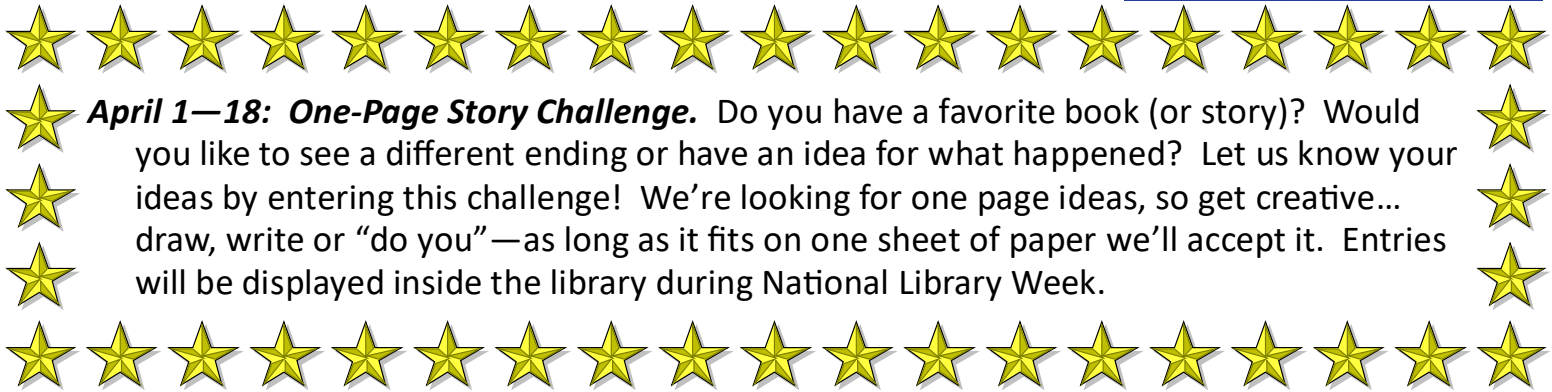 April 1—18:  One-Page Story Challenge.  Do you have a favorite book (or story)?  Would
you like to see a different ending or have an idea for what happened?  Let us know your
ideas by entering this challenge!  We’re looking for one page ideas, so get creative…
draw, write or “do you”—as long as it fits on one sheet of paper we’ll accept it.  Entries
will be displayed inside the library during National Library Week.